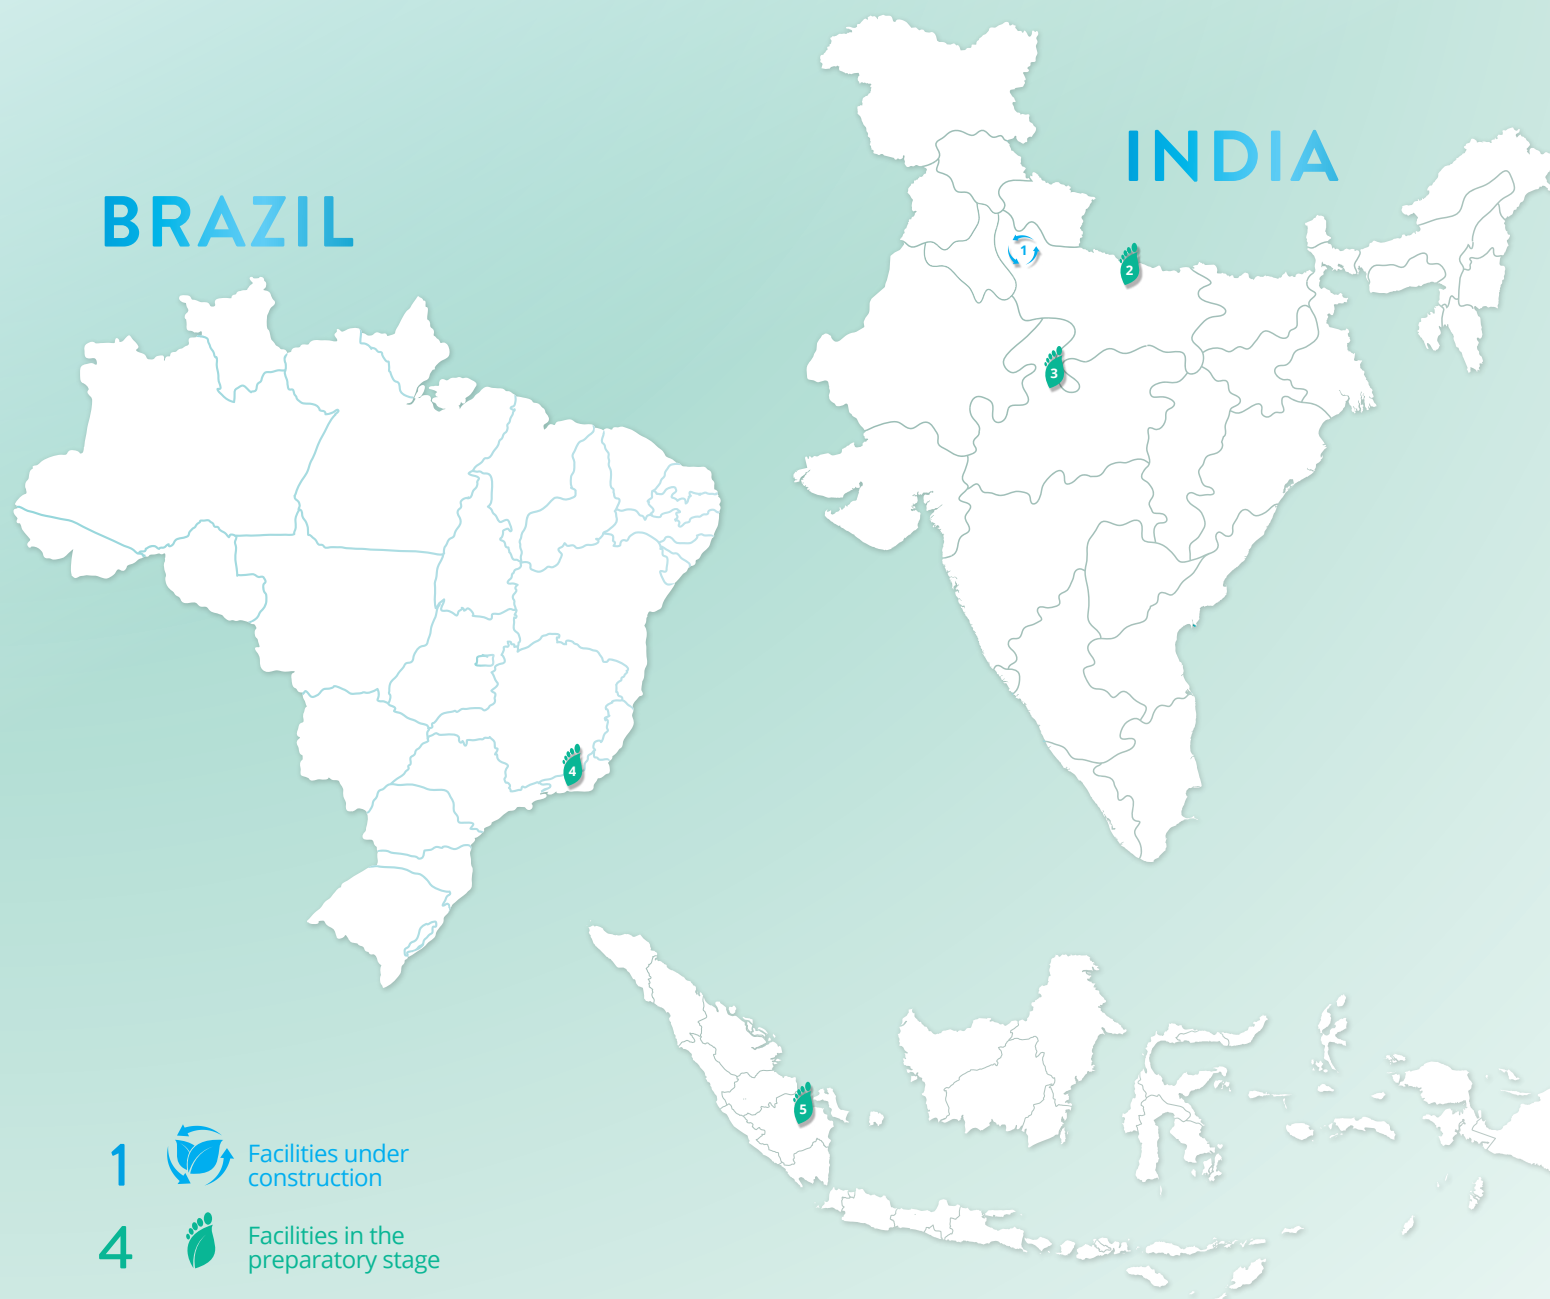 INDIA
BRAZIL
1
2
3
4
5
1
Facilities under
construction
4
Facilities in the
preparatory stage